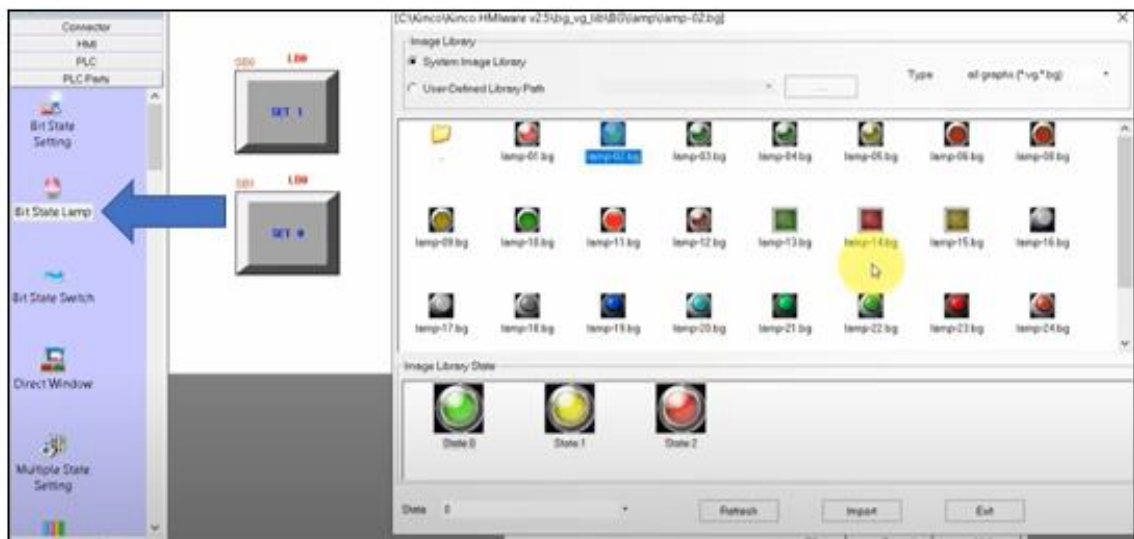 Connector
HMI
PLC
PLC Parts
Bit State
Setting
Bit State Lamp
Bit State Switch
Direct Window
Multiple State
Setting
SB0 LB0
SET 1
SB1 LB0
SET 0
[C:\Kinco\Kinco HMIware v2.5\bg_vg_lib\BG\lamp\lamp-02.bg]
Image Library
System Image Library
User-Defined Library Path
...
Type all graphs (*.vg,*.bg)
lamp-01.bg lamp-02.bg lamp-03.bg lamp-04.bg lamp-05.bg lamp-06.bg lamp-08.bg
lamp-09.bg lamp-10.bg lamp-11.bg lamp-12.bg lamp-13.bg lamp-14.bg lamp-15.bg lamp-16.bg
lamp-17.bg lamp-18.bg lamp-19.bg lamp-20.bg lamp-21.bg lamp-22.bg lamp-23.bg lamp-24.bg
Image Library State
State:0 State:1 State:2
State 0 Refresh Import Exit